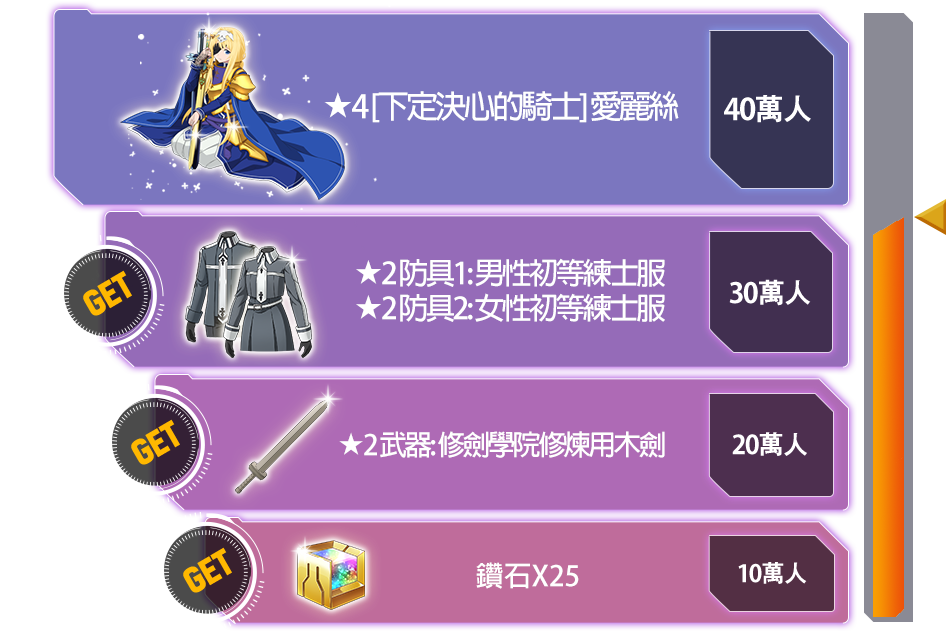 ★4 [下定決心的騎士] 愛麗絲
40萬人
GET
★2 防具1: 男性初等練士服
★2 防具2: 女性初等練士服
30萬人
GET
★2 武器: 修劍學院修煉用木劍
20萬人
GET
鑽石X25
10萬人